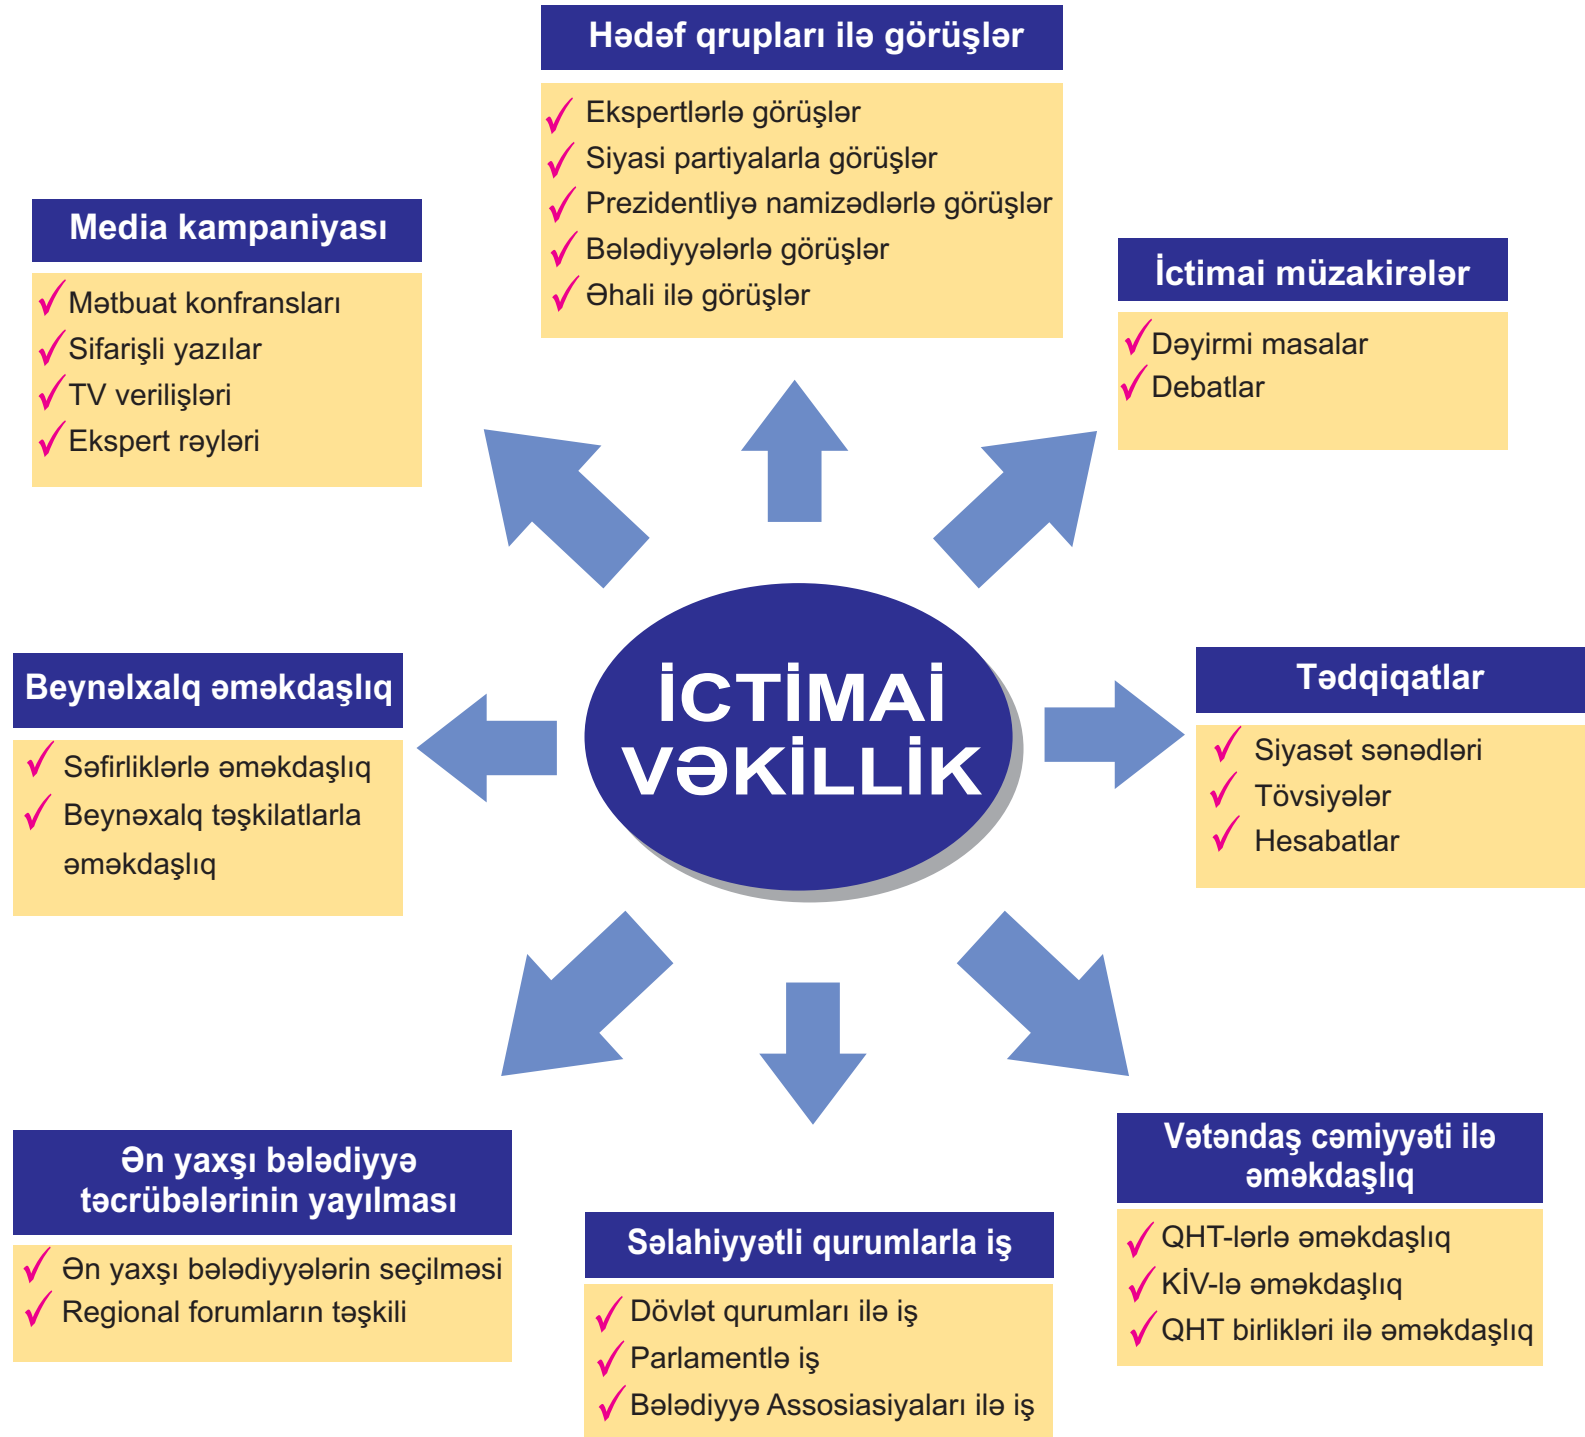 Hədəf qrupları ilə görüşlər
Ekspertlərlə görüşlər
Siyasi partiyalarla görüşlər
Prezidentliyə namizədlərlə görüşlər
Bələdiyyələrlə görüşlər
Əhali ilə görüşlər
Media kampaniyası
Mətbuat konfransları
Sifarişli yazılar
TV verilişləri
Ekspert rəyləri
İctimai müzakirələr
Dəyirmi masalar
Debatlar
İCTİMAİ
VƏKİLLİK
Beynəlxalq əməkdaşlıq
Səfirliklərlə əməkdaşlıq
Beynəxalq təşkilatlarla
əməkdaşlıq
Tədqiqatlar
Siyasət sənədləri
Tövsiyələr
Hesabatlar
Ən yaxşı bələdiyyə
təcrübələrinin yayılması
Ən yaxşı bələdiyyələrin seçilməsi
Regional forumların təşkili
Səlahiyyətli qurumlarla iş
Dövlət qurumları ilə iş
Parlamentlə iş
Bələdiyyə Assosiasiyaları ilə iş
Vətəndaş cəmiyyəti ilə
əməkdaşlıq
QHT-lərlə əməkdaşlıq
KİV-lə əməkdaşlıq
QHT birlikləri ilə əməkdaşlıq